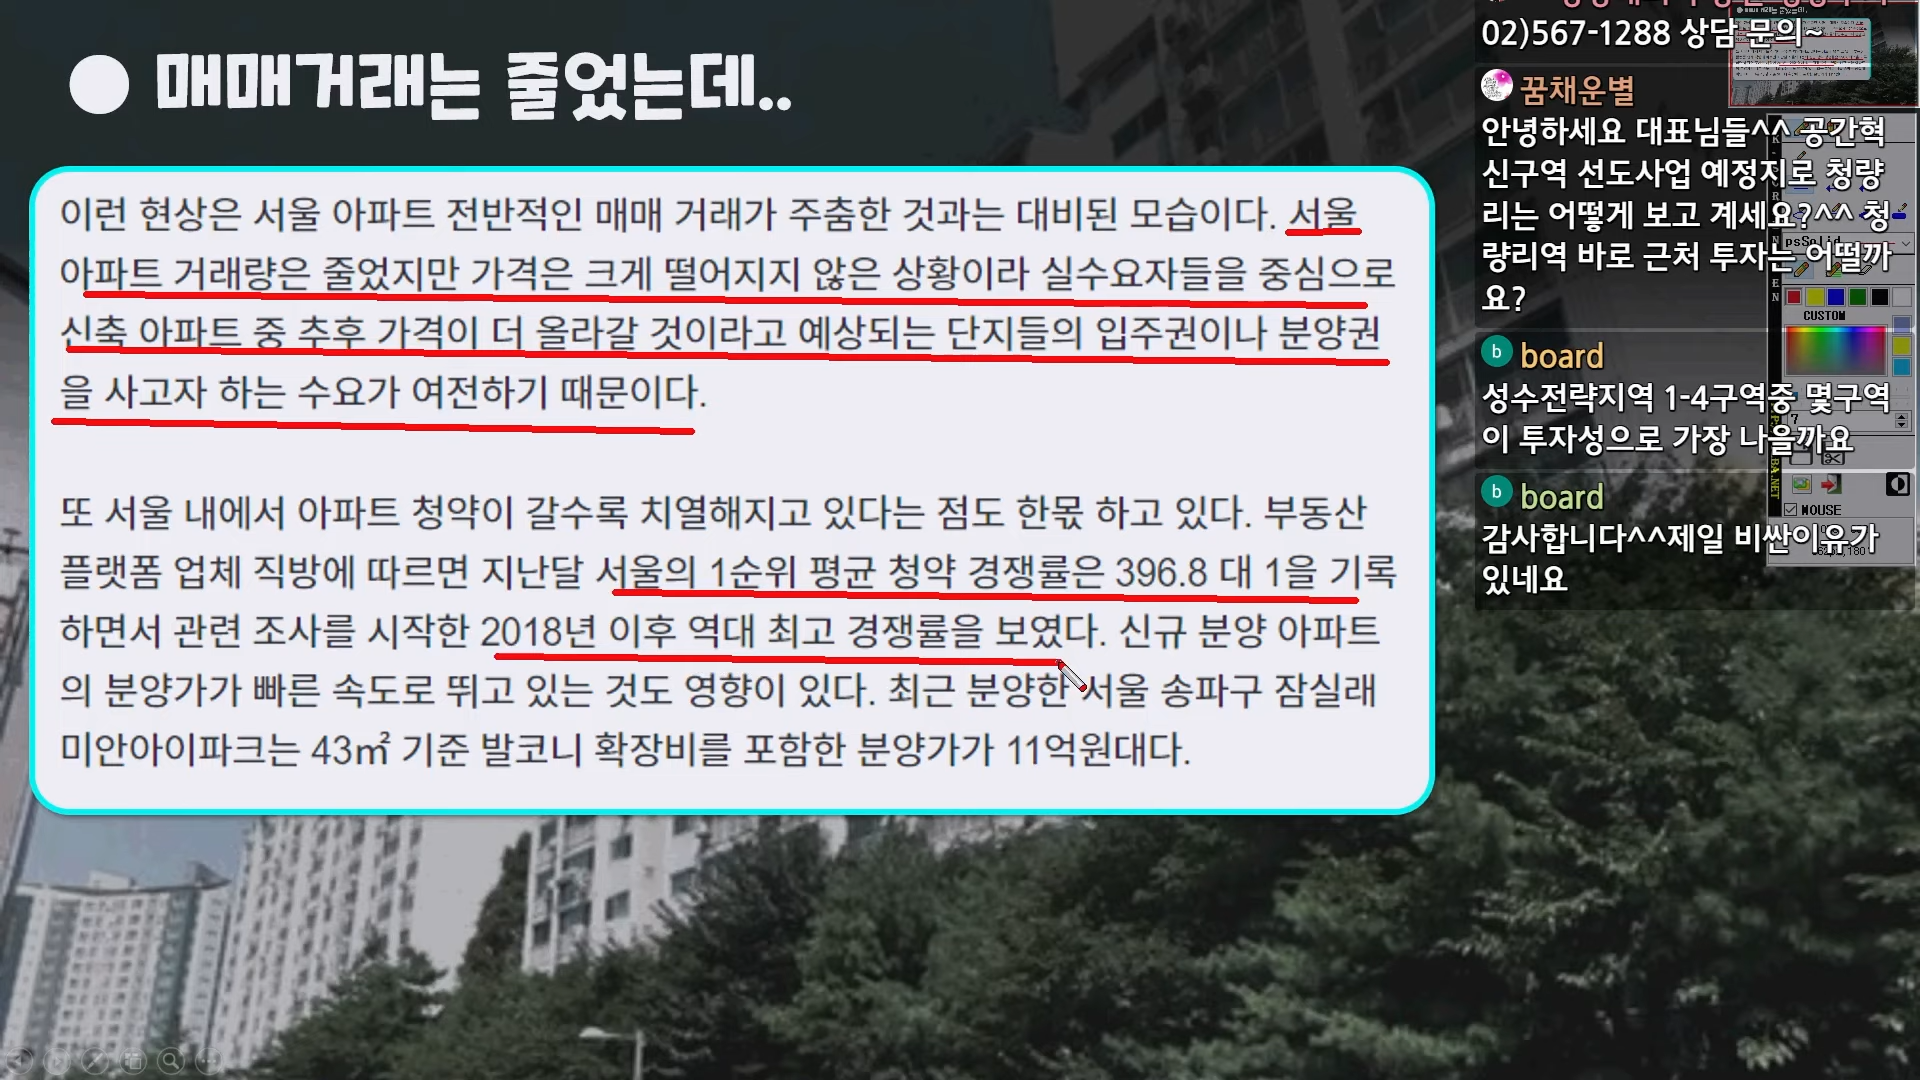 ● 매매거래는 줄었는데..
이런 현상은 서울 아파트 전반적인 매매 거래가 주춤한 것과는 대비된 모습이다. 서울
아파트 거래량은 줄었지만 가격은 크게 떨어지지 않은 상황이라 실수요자들을 중심으로
신축 아파트 중 추후 가격이 더 올라갈 것이라고 예상되는 단지들의 입주권이나 분양권
을 사고자 하는 수요가 여전하기 때문이다.
또 서울 내에서 아파트 청약이 갈수록 치열해지고 있다는 점도 한몫 하고 있다. 부동산
플랫폼 업체 직방에 따르면 지난달 서울의 1순위 평균 청약 경쟁률은 396.8 대 1을 기록
하면서 관련 조사를 시작한 2018년 이후 역대 최고 경쟁률을 보였다. 신규 분양 아파트
의 분양가가 빠른 속도로 뛰고 있는 것도 영향이 있다. 최근 분양한 서울 송파구 잠실래
미안아이파크는 43㎡ 기준 발코니 확장비를 포함한 분양가가 11억원대다.
02)567-1288 상담 문의~
꿈채운별
안녕하세요 대표님들^^ 공간혁
신구역 선도사업 예정지로 청량
리는 어떻게 보고 계세요?^^ 청
량리역 바로 근처 투자는 어떨까
요?
b board
성수전략지역 1-4구역중 몇구역
이 투자성으로 가장 나을까요
b board
감사합니다^^제일 비싼이유가
있네요
psSolid
CUSTOM
7
MOUSE